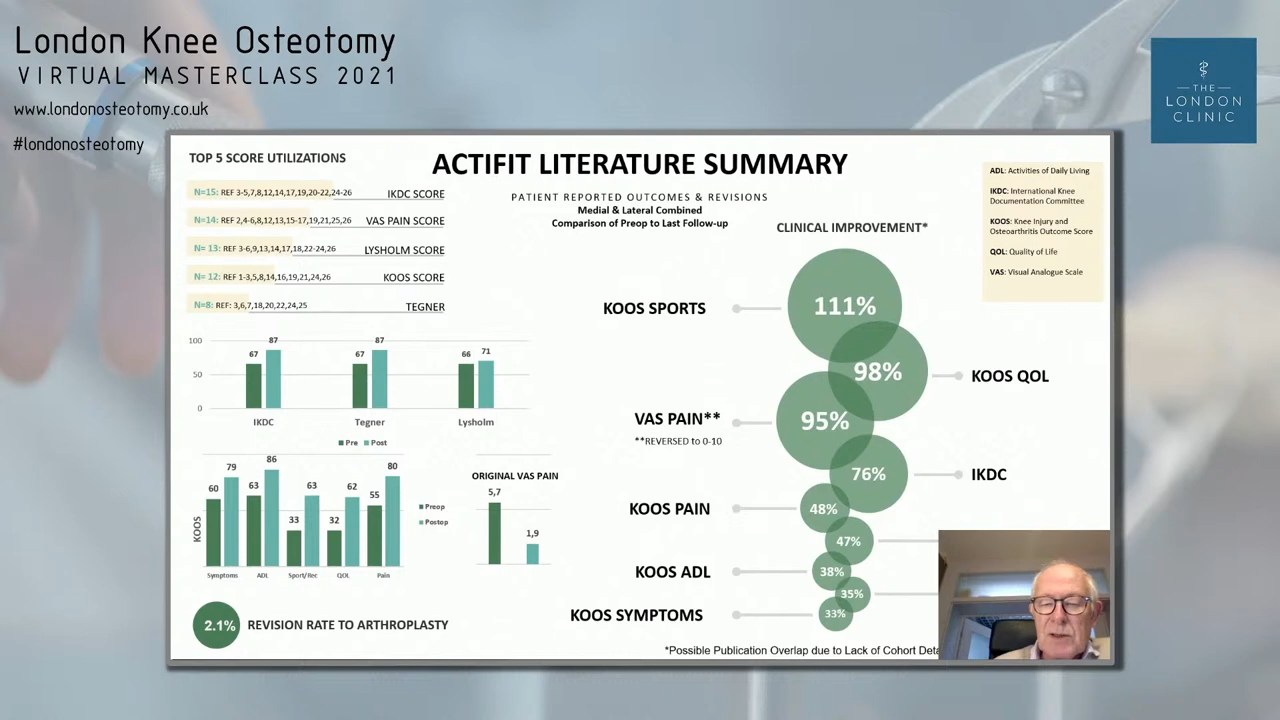 London Knee Osteotomy
VIRTUAL MASTERCLASS 2021
www.londonosteotomy.co.uk
#londonosteotomy
THE
LONDON
CLINIC
TOP 5 SCORE UTILIZATIONS
N=15: REF 3-5,7,8,12,14,17,19,20-22,24-26 IKDC SCORE
N=14: REF 2,4-6,8,12,13,15-17,19,21,25,26 VAS PAIN SCORE
N= 13: REF 3-6,9,13,14,17,18,22-24,26 LYSHOLM SCORE
N= 12: REF 1-3,5,8,14,16,19,21,24,26 KOOS SCORE
N=8: REF: 3,6,7,18,20,22,24,25 TEGNER
ACTIFIT LITERATURE SUMMARY
PATIENT REPORTED OUTCOMES & REVISIONS
Medial & Lateral Combined
Comparison of Preop to Last Follow-up
100
50
0
67 87
67 87
66 71
IKDC Tegner Lysholm
Pre Post
KOOS
60 79
63 86
33 63
32 62
55 80
Symptoms ADL Sport/Rec QOL Pain
Preop
Postop
ORIGINAL VAS PAIN
5,7
1,9
2.1% REVISION RATE TO ARTHROPLASTY
CLINICAL IMPROVEMENT*
KOOS SPORTS 111%
98% KOOS QOL
VAS PAIN** 95%
**REVERSED to 0-10
76% IKDC
KOOS PAIN 48%
47%
KOOS ADL 38%
35%
KOOS SYMPTOMS 33%
*Possible Publication Overlap due to Lack of Cohort
ADL: Activities of Daily Living
IKDC: International Knee
Documentation Committee
KOOS: Knee Injury and
Osteoarthritis Outcome Score
QOL: Quality of Life
VAS: Visual Analogue Scale